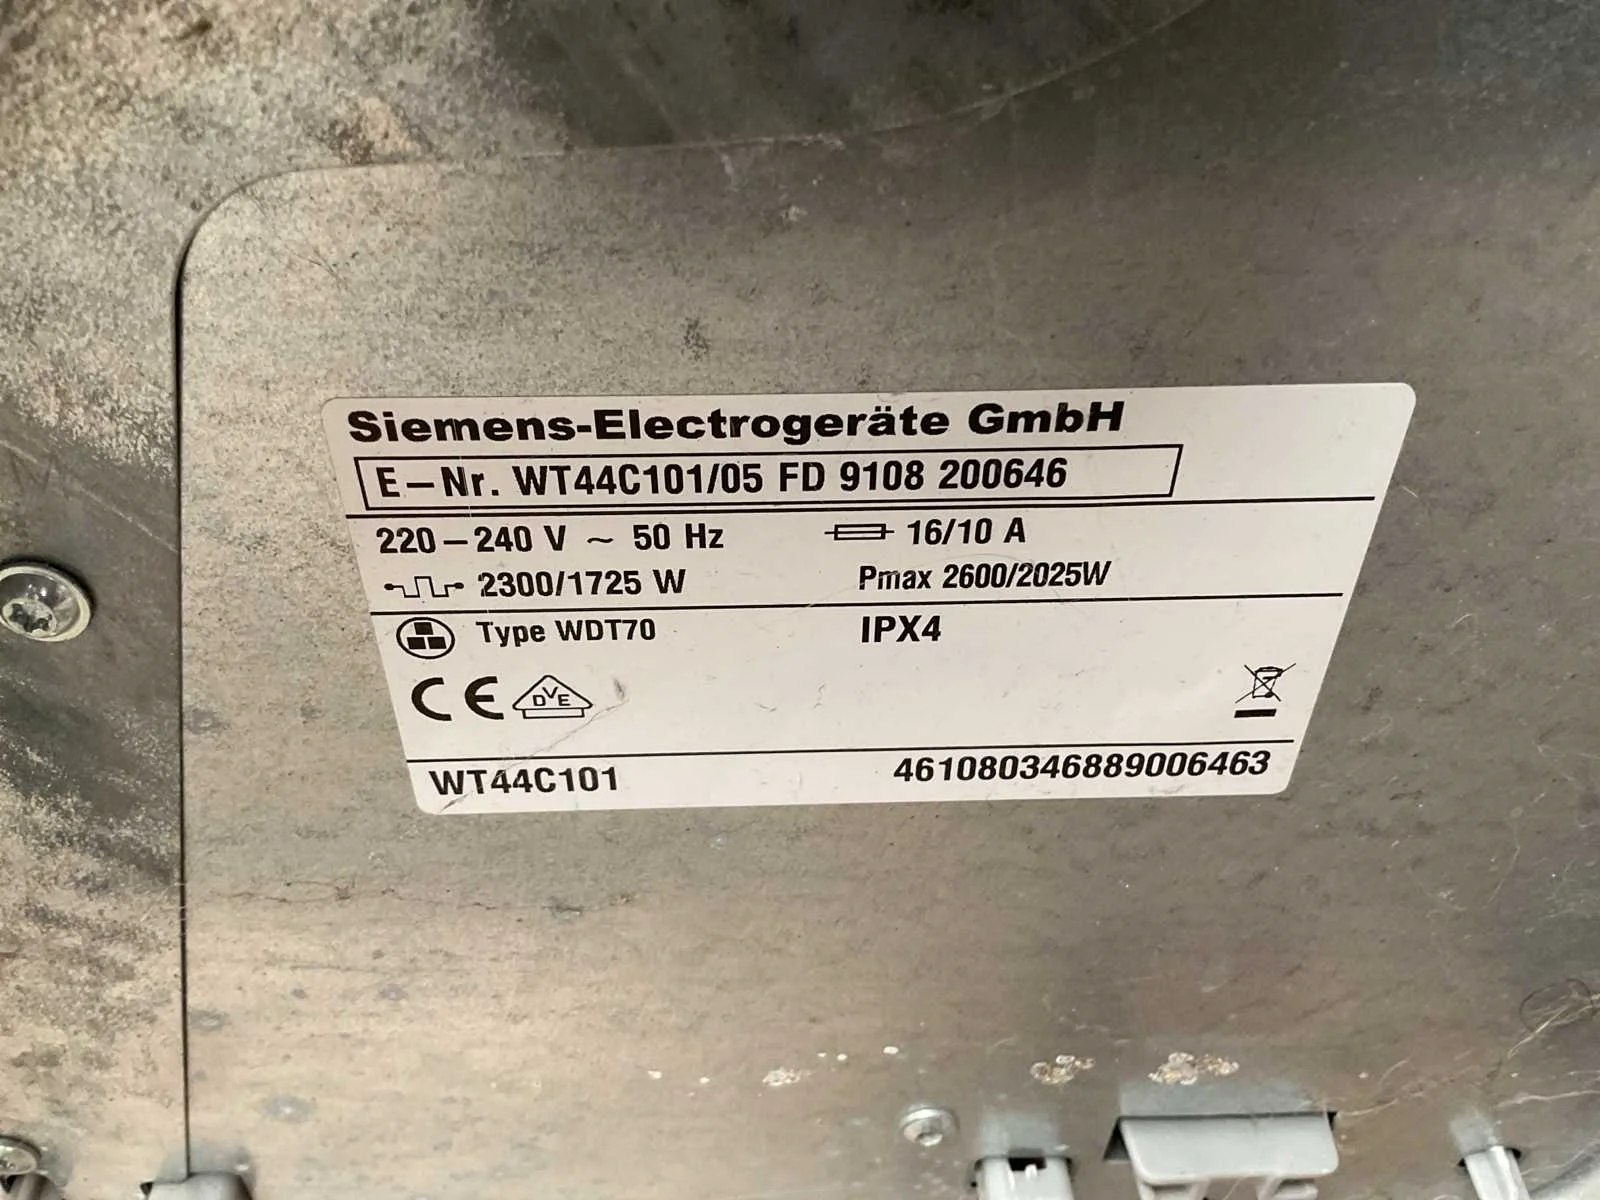 Siemens-Electrogeräte GmbH
E-Nr. WT44C101/05 FD 9108 200646
220-240 V ~ 50 Hz 16/10 A
2300/1725 W Pmax 2600/2025W
Type WDT70 IPX4
CE DVE
WT44C101 461080346889006463